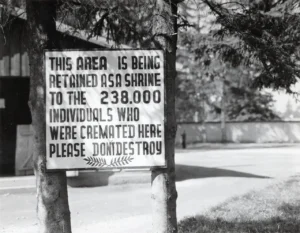 THIS AREA IS BEING
RETAINED AS A SHRINE
TO THE 238.000
INDIVIDUALS WHO
WERE CREMATED HERE
PLEASE DONT DESTROY